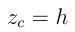 z_c = h